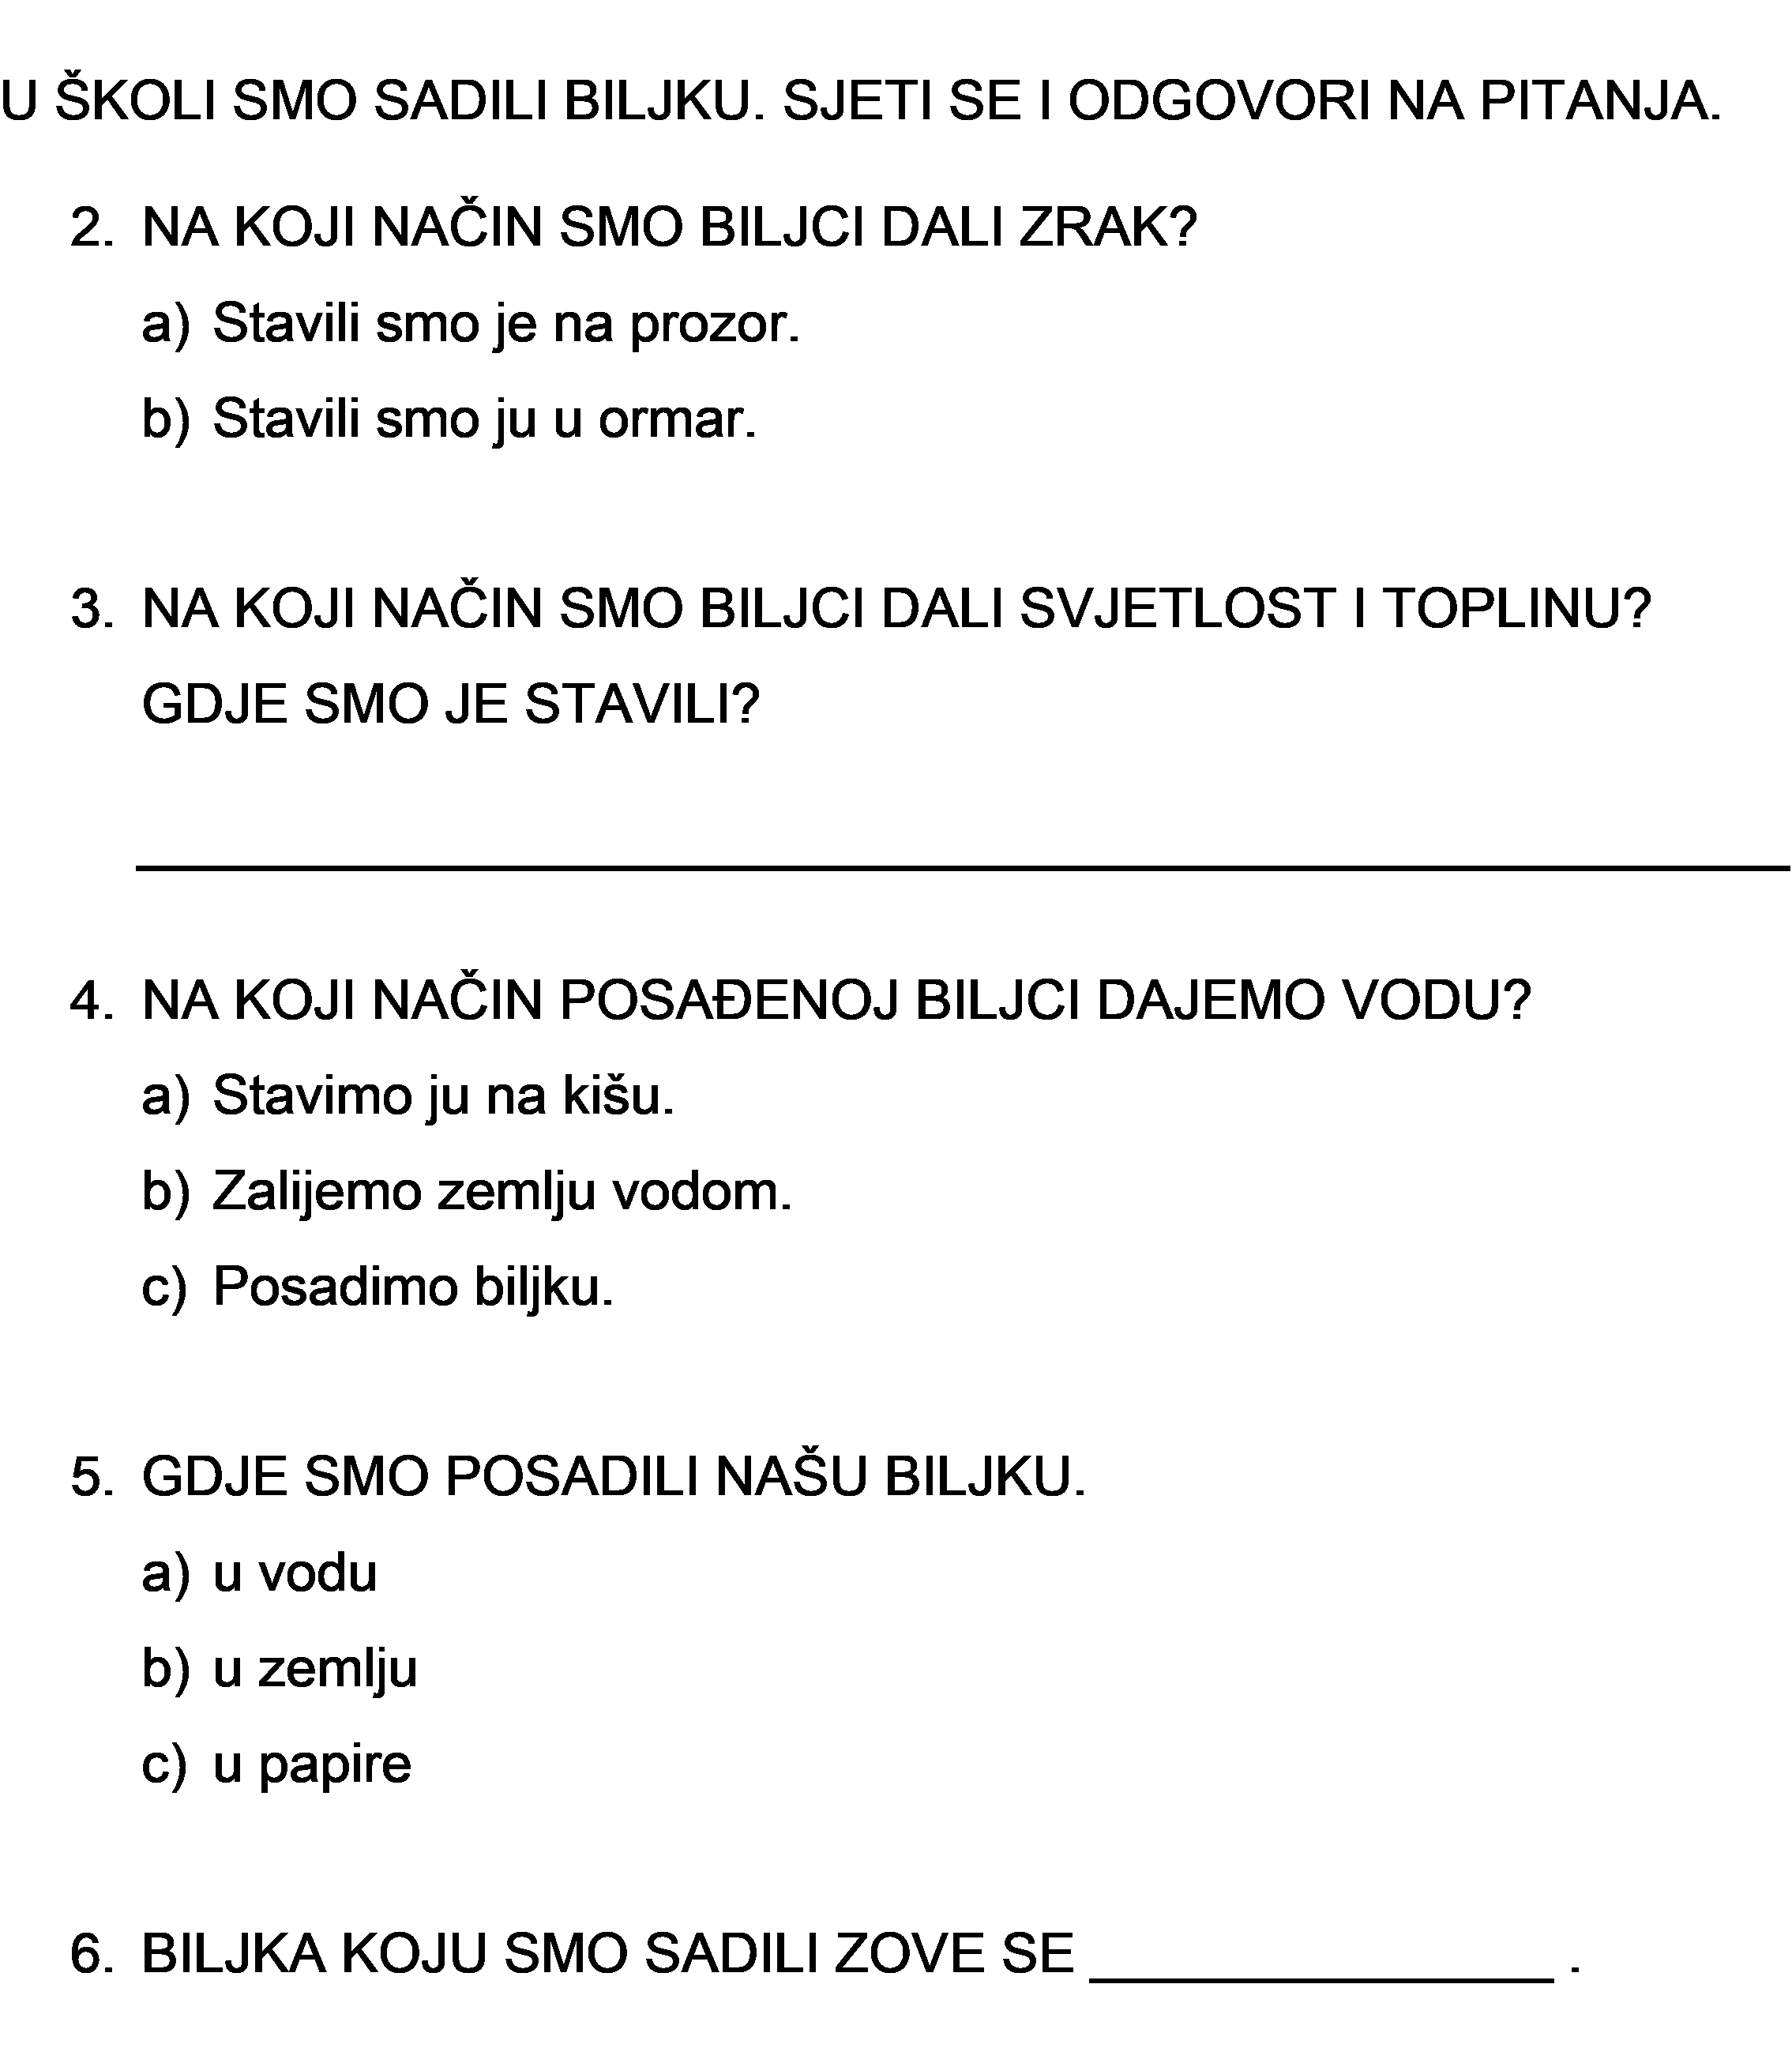 U ŠKOLI SMO SADILI BILJKU. SJETI SE I ODGOVORI NA PITANJA.
2. NA KOJI NAČIN SMO BILJCI DALI ZRAK?
a) Stavili smo je na prozor.
b) Stavili smo ju u ormar.
3. NA KOJI NAČIN SMO BILJCI DALI SVJETLOST I TOPLINU?
GDJE SMO JE STAVILI?
4. NA KOJI NAČIN POSAĐENOJ BILJCI DAJEMO VODU?
a) Stavimo ju na kišu.
b) Zalijemo zemlju vodom.
c) Posadimo biljku.
5. GDJE SMO POSADILI NAŠU BILJKU.
a) u vodu
b) u zemlju
c) u papire
6. BILJKA KOJU SMO SADILI ZOVE SE ________________ .